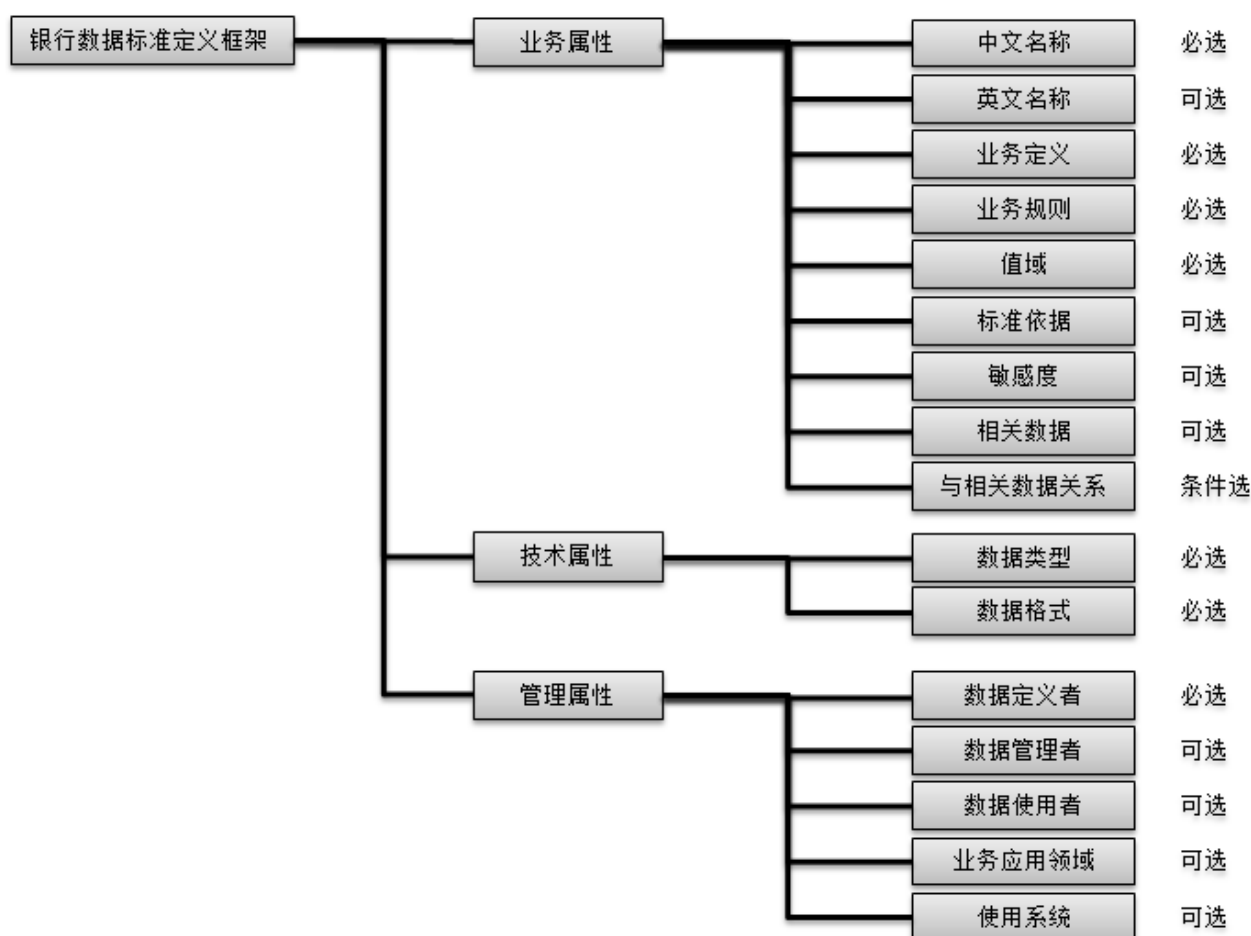 银行数据标准定义框架
业务属性
中文名称 必选
英文名称 可选
业务定义 必选
业务规则 必选
值域 必选
标准依据 可选
敏感度 可选
相关数据 可选
与相关数据关系 条件选
技术属性
数据类型 必选
数据格式 必选
管理属性
数据定义者 必选
数据管理者 可选
数据使用者 可选
业务应用领域 可选
使用系统 可选